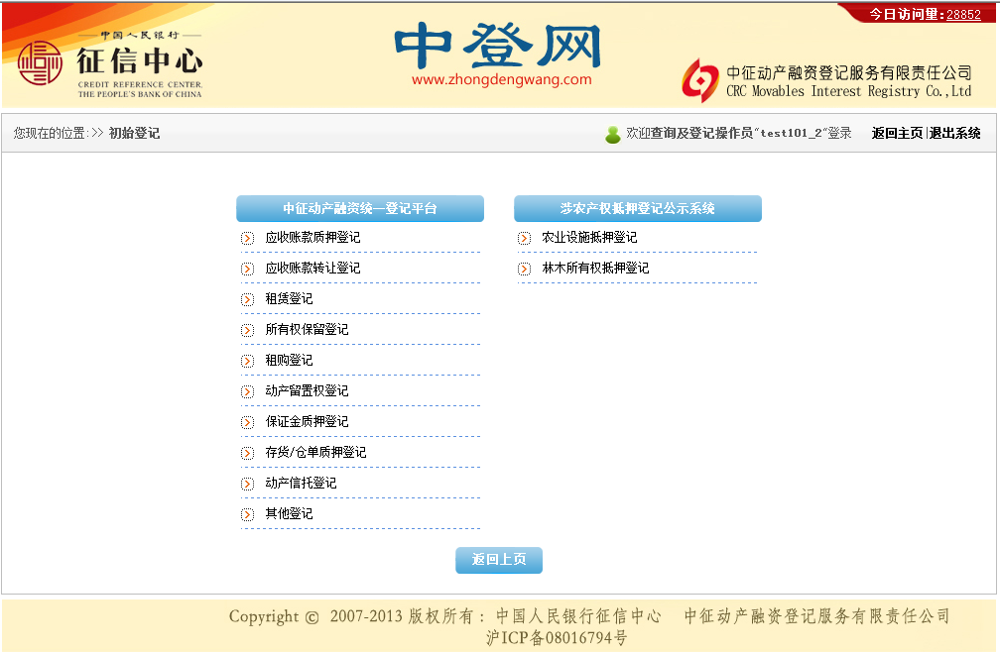 今日访问量:28852
中国人民银行
征信中心
CREDIT REFERENCE CENTER,
THE PEOPLE'S BANK OF CHINA
中登网
www.zhongdengwang.com
中征动产融资登记服务有限责任公司
CRC Movables Interest Registry Co.,Ltd
您现在的位置:>> 初始登记
欢迎查询及登记操作员"test101_2"登录 返回主页|退出系统
中征动产融资统一登记平台
应收账款质押登记
应收账款转让登记
租赁登记
所有权保留登记
租购登记
动产留置权登记
保证金质押登记
存货/仓单质押登记
动产信托登记
其他登记
涉农产权抵押登记公示系统
农业设施抵押登记
林木所有权抵押登记
返回上页
Copyright © 2007-2013 版权所有：中国人民银行征信中心 中征动产融资登记服务有限责任公司
沪ICP备08016794号